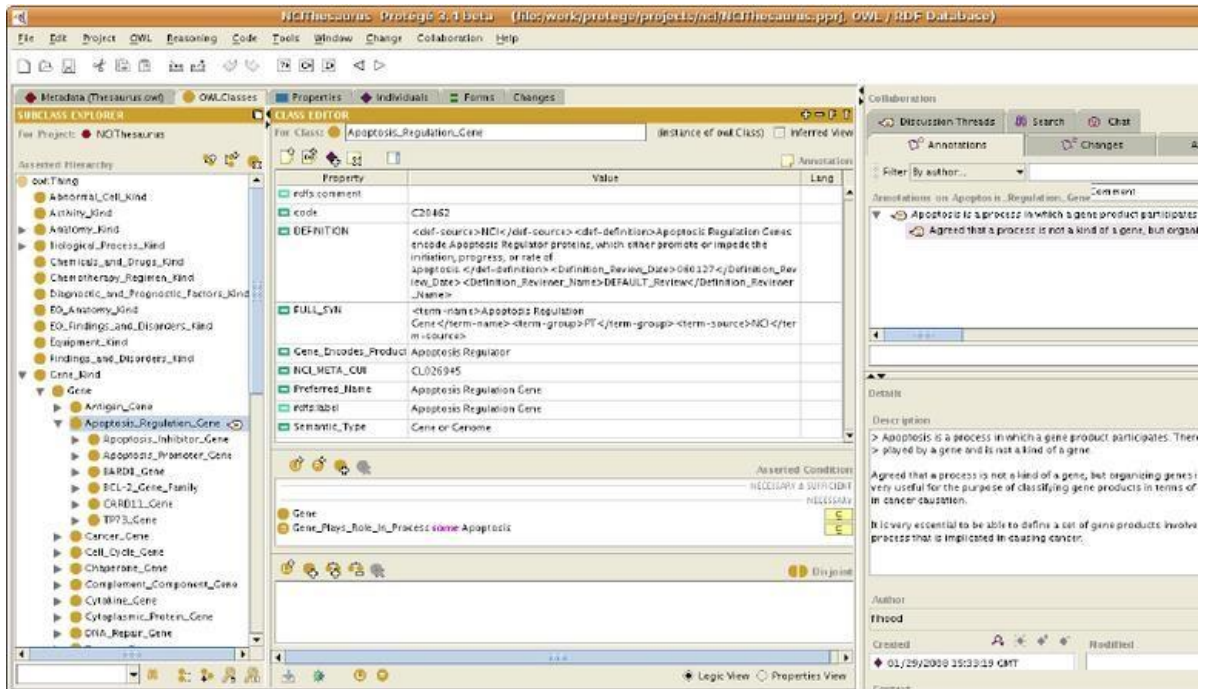 NCIThesaurus Protégé 3.4 beta (file:/work/protege/projects/nci/NCIThesaurus.pprj, OWL / RDF Database)
File Edit Project OWL Reasoning Code Tools Window Change Collaboration Help
Metadata (Thesaurus.owl) OWLClasses Properties Individuals Forms Changes
SUBCLASS EXPLORER
For Project: NCIThesaurus
Asserted Hierarchy
owl:Thing
Abnormal_Cell_Kind
Activity_Kind
Anatomy_Kind
Biological_Process_Kind
Chemicals_and_Drugs_Kind
Chemotherapy_Regimen_Kind
Diagnostic_and_Prognostic_Factors_Kind
EO_Anatomy_Kind
EO_Findings_and_Disorders_Kind
Equipment_Kind
Findings_and_Disorders_Kind
Gene_Kind
Gene
Antigen_Gene
Apoptosis_Regulation_Gene
Apoptosis_Inhibitor_Gene
Apoptosis_Promoter_Gene
BARD1_Gene
BCL-2_Gene_Family
CARD11_Gene
TP73_Gene
Cancer_Gene
Cell_Cycle_Gene
Chaperone_Gene
Complement_Component_Gene
Cytokine_Gene
Cytoplasmic_Protein_Gene
DNA_Repair_Gene
CLASS EDITOR
For Class: Apoptosis_Regulation_Gene (instance of owl:Class) Inferred View
Annotation
Property Value Lang
rdfs:comment
code C20462
DEFINITION <def-source>NCI</def-source><def-definition>Apoptosis Regulation Genes
encode Apoptosis Regulator proteins, which either promote or impede the
initiation, progress, or rate of
apoptosis.</def-definition><Definition_Review_Date>080127</Definition_Rev
iew_Date><Definition_Reviewer_Name>DEFAULT_Review</Definition_Reviewer
_Name>
FULL_SYN <term-name>Apoptosis Regulation
Gene</term-name><term-group>PT</term-group><term-source>NCI</ter
m-source>
Gene_Encodes_Product Apoptosis Regulator
NCI_META_CUI CL026945
Preferred_Name Apoptosis Regulation Gene
rdfs:label Apoptosis Regulation Gene
Semantic_Type Gene or Genome
Asserted Condition
NECESSARY & SUFFICIENT
NECESSARY
Gene
Gene_Plays_Role_In_Process some Apoptosis
Disjoint
Logic View Properties View
Collaboration
Discussion Threads Search Chat
Annotations Changes A
Filter By author...
Comment
Annotations on Apoptosis_Regulation_Gene
Apoptosis is a process in which a gene product participates
Agreed that a process is not a kind of a gene, but organi
Details
Description
> Apoptosis is a process in which a gene product participates. Ther
> played by a gene and is not a kind of a gene
Agreed that a process is not a kind of a gene, but organizing genes
very useful for the purpose of classifying gene products in terms of
in cancer causation.
It is very essential to be able to define a set of gene products involve
process that is implicated in causing cancer.
Author
fhood
Created Modified
01/29/2008 15:33:19 GMT